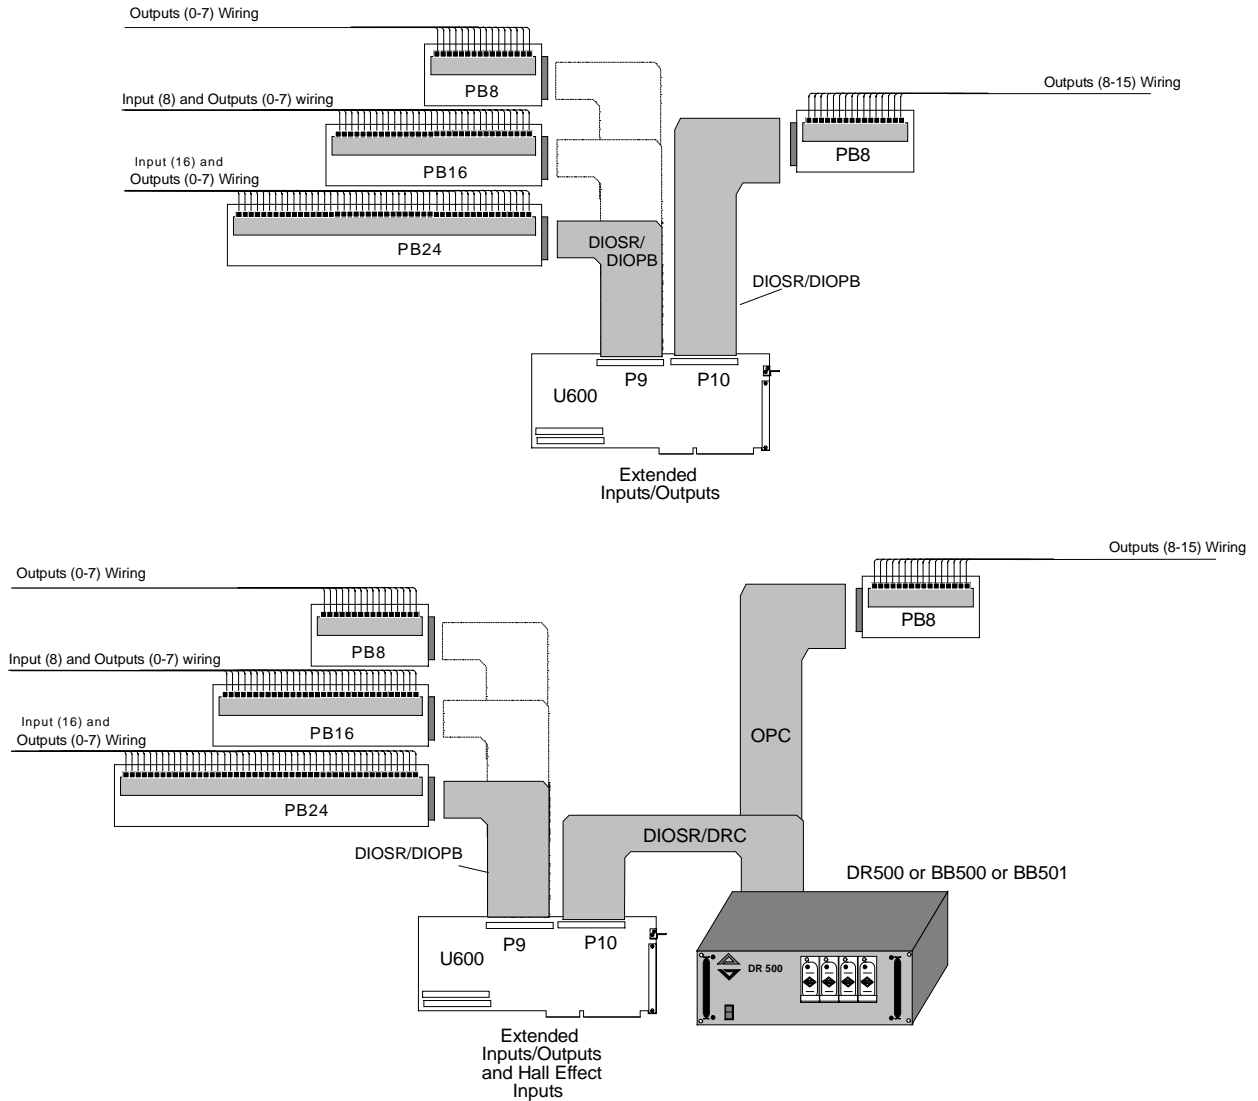 Outputs (0-7) Wiring
PB8
Input (8) and Outputs (0-7) wiring
PB16
Input (16) and
Outputs (0-7) Wiring
PB24
DIOSR/
DIOPB
Outputs (8-15) Wiring
PB8
DIOSR/DIOPB
P9
P10
U600
Extended
Inputs/Outputs
Outputs (8-15) Wiring
PB8
Outputs (0-7) Wiring
PB8
Input (8) and Outputs (0-7) wiring
PB16
Input (16) and
Outputs (0-7) Wiring
PB24
OPC
DIOSR/DRC
DIOSR/DIOPB
DR500 or BB500 or BB501
P9
P10
U600
DR 500
Extended
Inputs/Outputs
and Hall Effect
Inputs